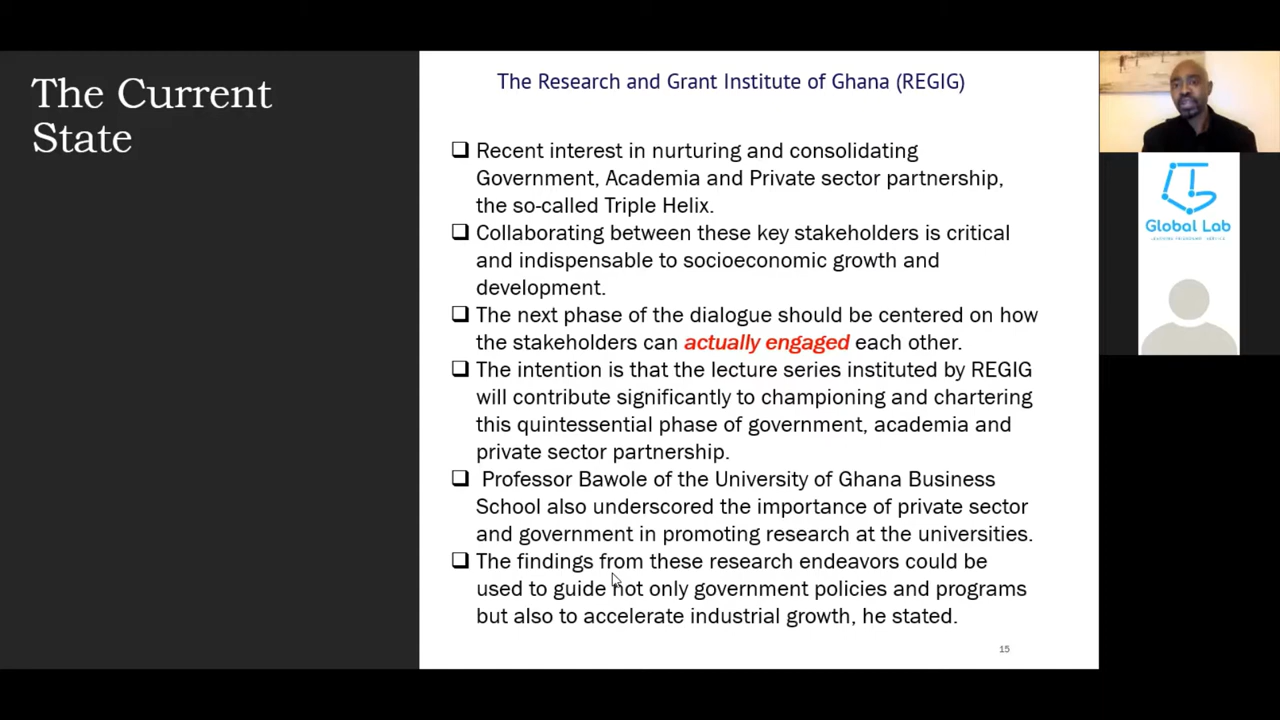 The Current
State
The Research and Grant Institute of Ghana (REGIG)
❑ Recent interest in nurturing and consolidating
Government, Academia and Private sector partnership,
the so-called Triple Helix.
❑ Collaborating between these key stakeholders is critical
and indispensable to socioeconomic growth and
development.
❑ The next phase of the dialogue should be centered on how
the stakeholders can actually engaged each other.
❑ The intention is that the lecture series instituted by REGIG
will contribute significantly to championing and chartering
this quintessential phase of government, academia and
private sector partnership.
❑ Professor Bawole of the University of Ghana Business
School also underscored the importance of private sector
and government in promoting research at the universities.
❑ The findings from these research endeavors could be
used to guide not only government policies and programs
but also to accelerate industrial growth, he stated.
15
Global Lab